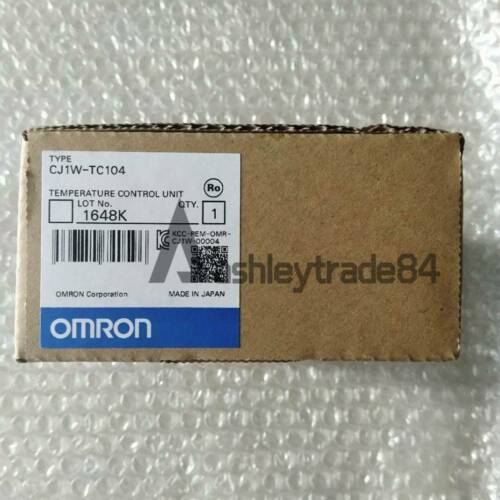 TYPE
CJ1W-TC104
TEMPERATURE CONTROL UNIT
Ro
LOT No.
QTY.
1648K
1
KCC-REM-OMR-
CJ1W-00004
ashleytrade84
OMRON Corporation
MADE IN JAPAN
OMRON